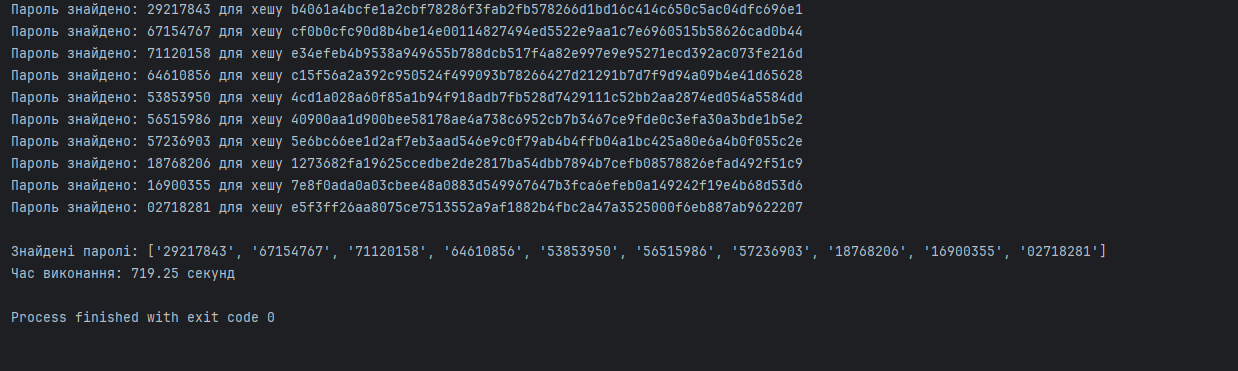 Пароль знайдено: 29217843 для хешу b4061a4bcfe1a2cbf78286f3fab2fb578266d1bd16c414c650c5ac04dfc696e1
Пароль знайдено: 67154767 для хешу cf0b0cfc90d8b4be14e00114827494ed5522e9aa1c7e6960515b58626cad0b44
Пароль знайдено: 71120158 для хешу e34efeb4b9538a949655b788dcb517f4a82e997e9e95271ecd392ac073fe216d
Пароль знайдено: 64610856 для хешу c15f56a2a392c950524f499093b78266427d21291b7d7f9d94a09b4e41d65628
Пароль знайдено: 53853950 для хешу 4cd1a028a60f85a1b94f918adb7fb528d7429111c52bb2aa2874ed054a5584dd
Пароль знайдено: 56515986 для хешу 40900aa1d900bee58178ae4a738c6952cb7b3467ce9fde0c3efa30a3bde1b5e2
Пароль знайдено: 57236903 для хешу 5e6bc66ee1d2af7eb3aad546e9c0f79ab4b4ffb04a1bc425a80e6a4b0f055c2e
Пароль знайдено: 18768206 для хешу 1273682fa19625ccedbe2de2817ba54dbb7894b7cefb08578826efad492f51c9
Пароль знайдено: 16900355 для хешу 7e8f0ada0a03cbee48a0883d549967647b3fca6efeb0a149242f19e4b68d53d6
Пароль знайдено: 02718281 для хешу e5f3ff26aa8075ce7513552a9af1882b4fbc2a47a3525000f6eb887ab9622207
Знайдені паролі: ['29217843', '67154767', '71120158', '64610856', '53853950', '56515986', '57236903', '18768206', '16900355', '02718281']
Час виконання: 719.25 секунд
Process finished with exit code 0